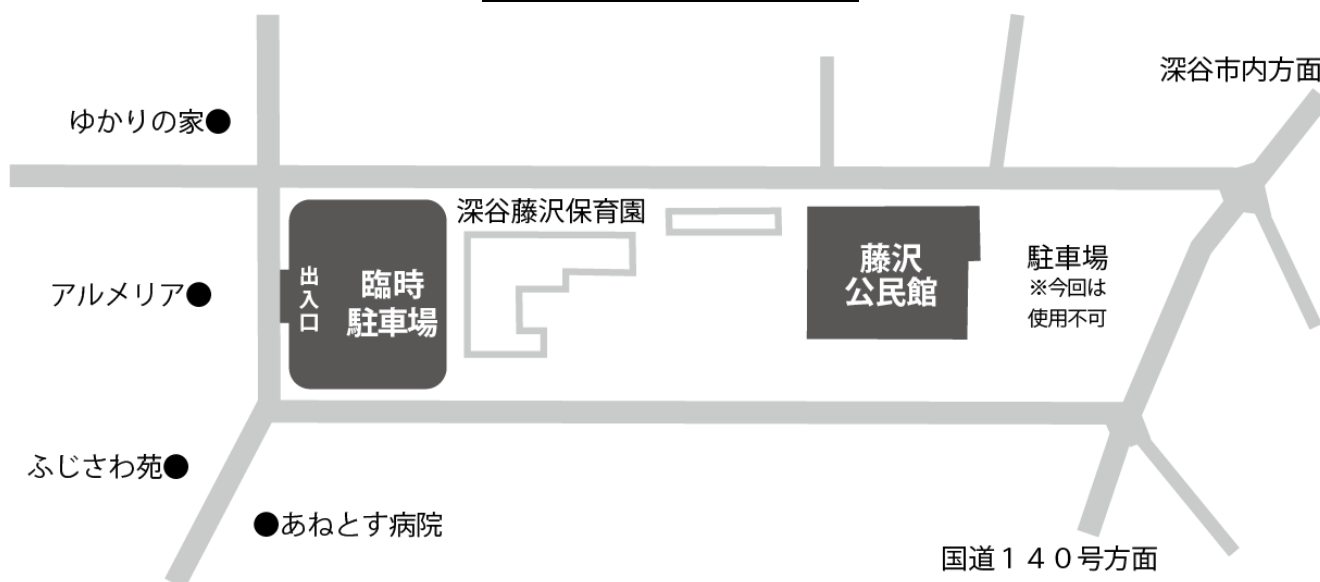 深谷市内方面
ゆかりの家●
深谷藤沢保育園
アルメリア●
出入口
臨時
駐車場
藤沢
公民館
駐車場
※今回は
使用不可
ふじさわ苑●
●あねとす病院
国道１４０号方面